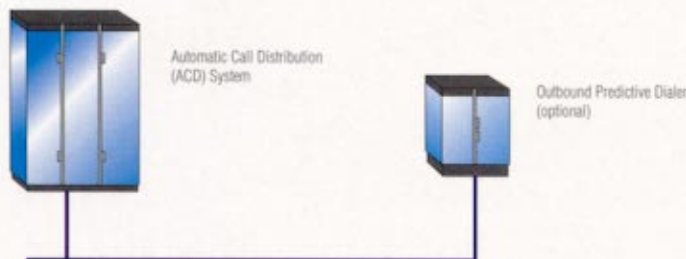 Automatic Call Distribution
(ACD) System
Outbound Predictive Dialer
(optional)